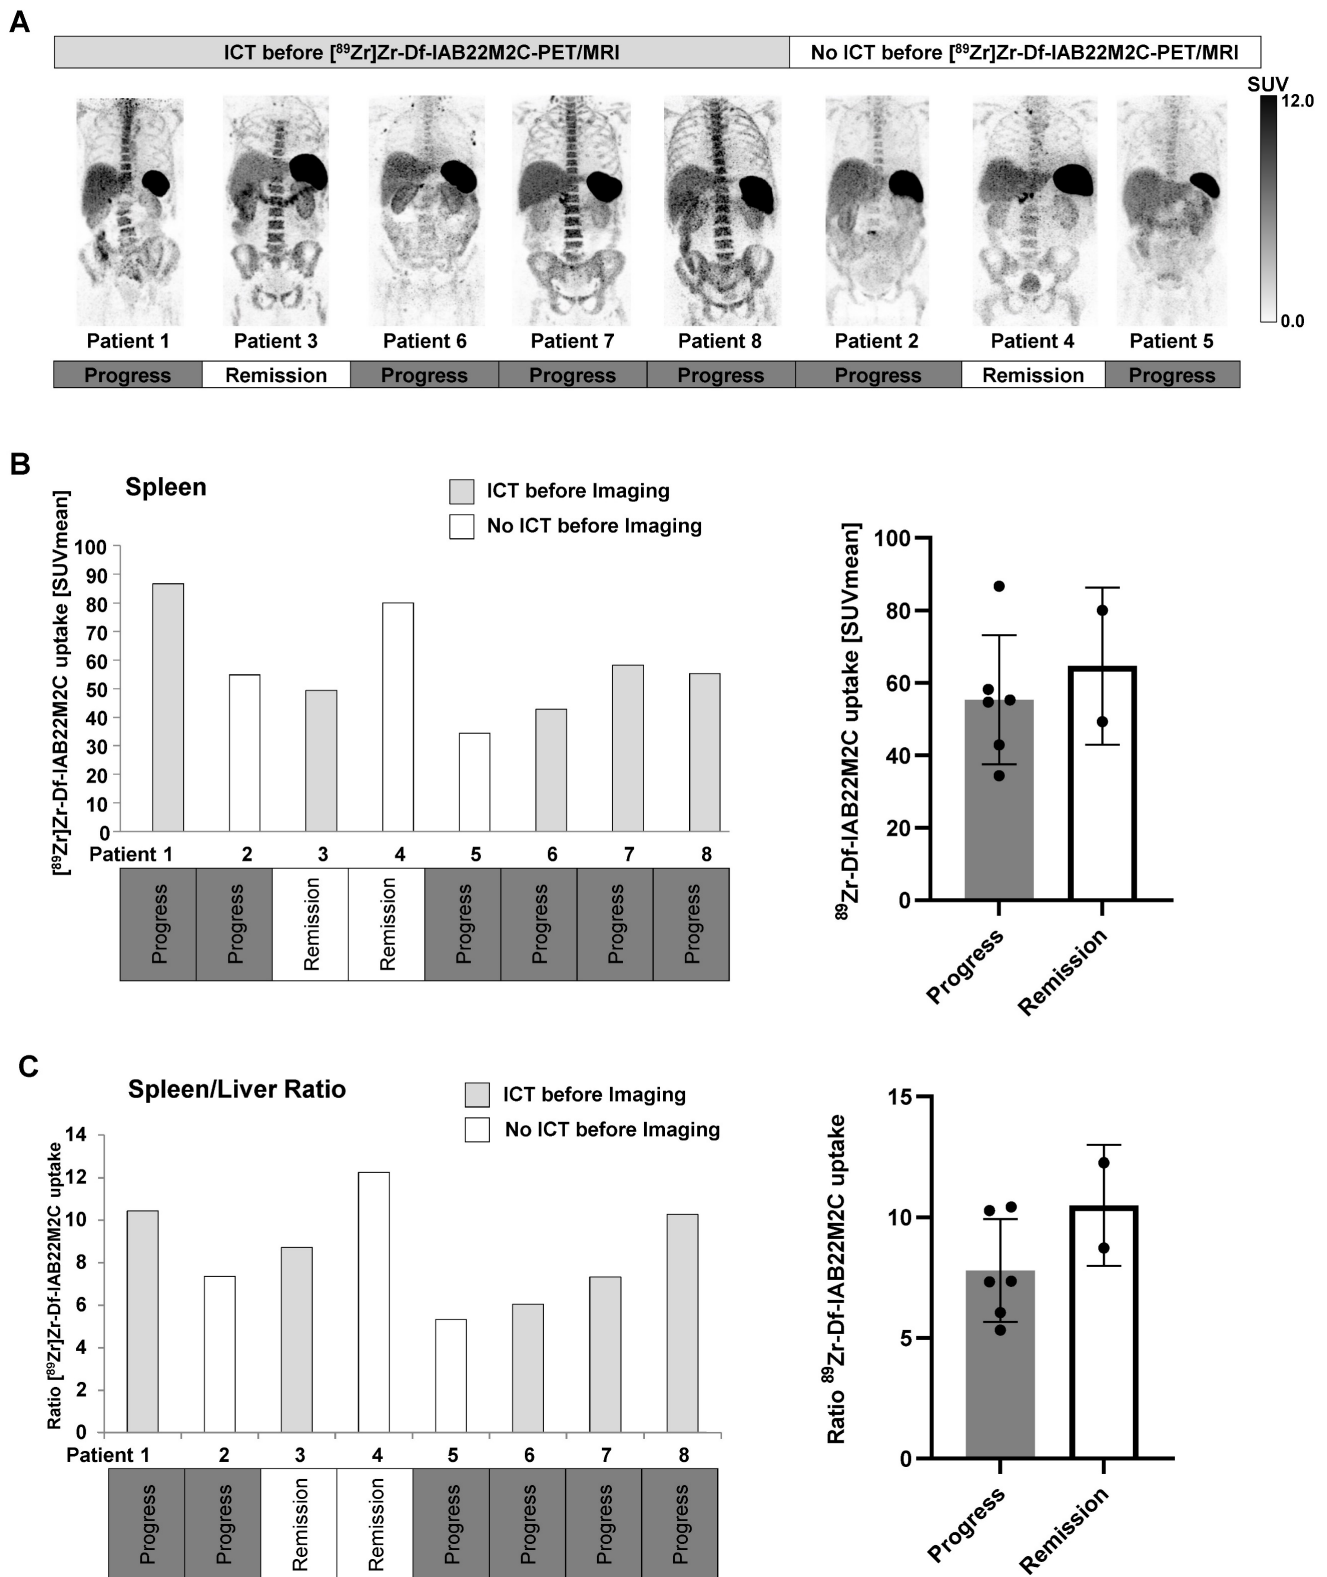 A
ICT before [⁸⁹Zr]Zr-Df-IAB22M2C-PET/MRI
No ICT before [⁸⁹Zr]Zr-Df-IAB22M2C-PET/MRI
SUV
12.0
0.0
Patient 1 Patient 3 Patient 6 Patient 7 Patient 8 Patient 2 Patient 4 Patient 5
Progress Remission Progress Progress Progress Progress Remission Progress
B
Spleen
ICT before Imaging
No ICT before Imaging
[⁸⁹Zr]Zr-Df-IAB22M2C uptake [SUVmean]
100
90
80
70
60
50
40
30
20
10
0
Patient 1 2 3 4 5 6 7 8
Progress Progress Remission Remission Progress Progress Progress Progress
⁸⁹Zr-Df-IAB22M2C uptake [SUVmean]
100
80
60
40
20
0
Progress
Remission
C
Spleen/Liver Ratio
ICT before Imaging
No ICT before Imaging
Ratio [⁸⁹Zr]Zr-Df-IAB22M2C uptake
14
12
10
8
6
4
2
0
Patient 1 2 3 4 5 6 7 8
Progress Progress Remission Remission Progress Progress Progress Progress
Ratio ⁸⁹Zr-Df-IAB22M2C uptake
15
10
5
0
Progress
Remission